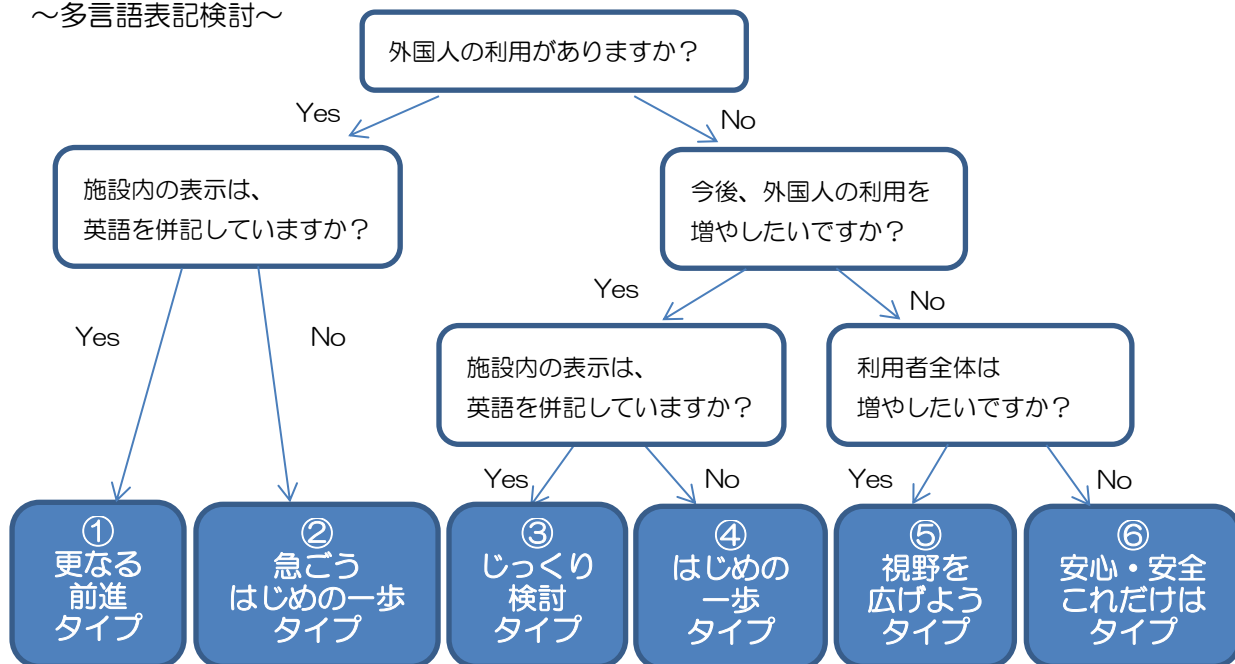 ～多言語表記検討～
外国人の利用がありますか？
Yes
No
施設内の表示は、
英語を併記していますか？
今後、外国人の利用を
増やしたいですか？
Yes
No
Yes
No
施設内の表示は、
英語を併記していますか？
利用者全体は
増やしたいですか？
Yes
No
Yes
No
①
更なる
前進
タイプ
②
急ごう
はじめの一歩
タイプ
③
じっくり
検討
タイプ
④
はじめの
一歩
タイプ
⑤
視野を
広げよう
タイプ
⑥
安心・安全
これだけは
タイプ